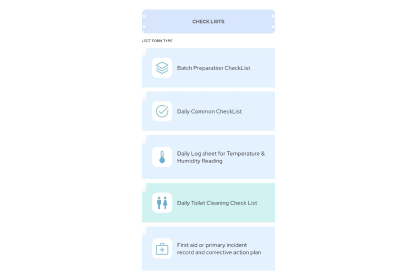 CHECK LISTS
LECT FORM TYPE
Batch Preparation CheckList
Daily Common CheckList
Daily Log sheet for Temperature &
Humidity Reading
Daily Toilet Cleaning Check List
First aid or primary incident
record and corrective action plan